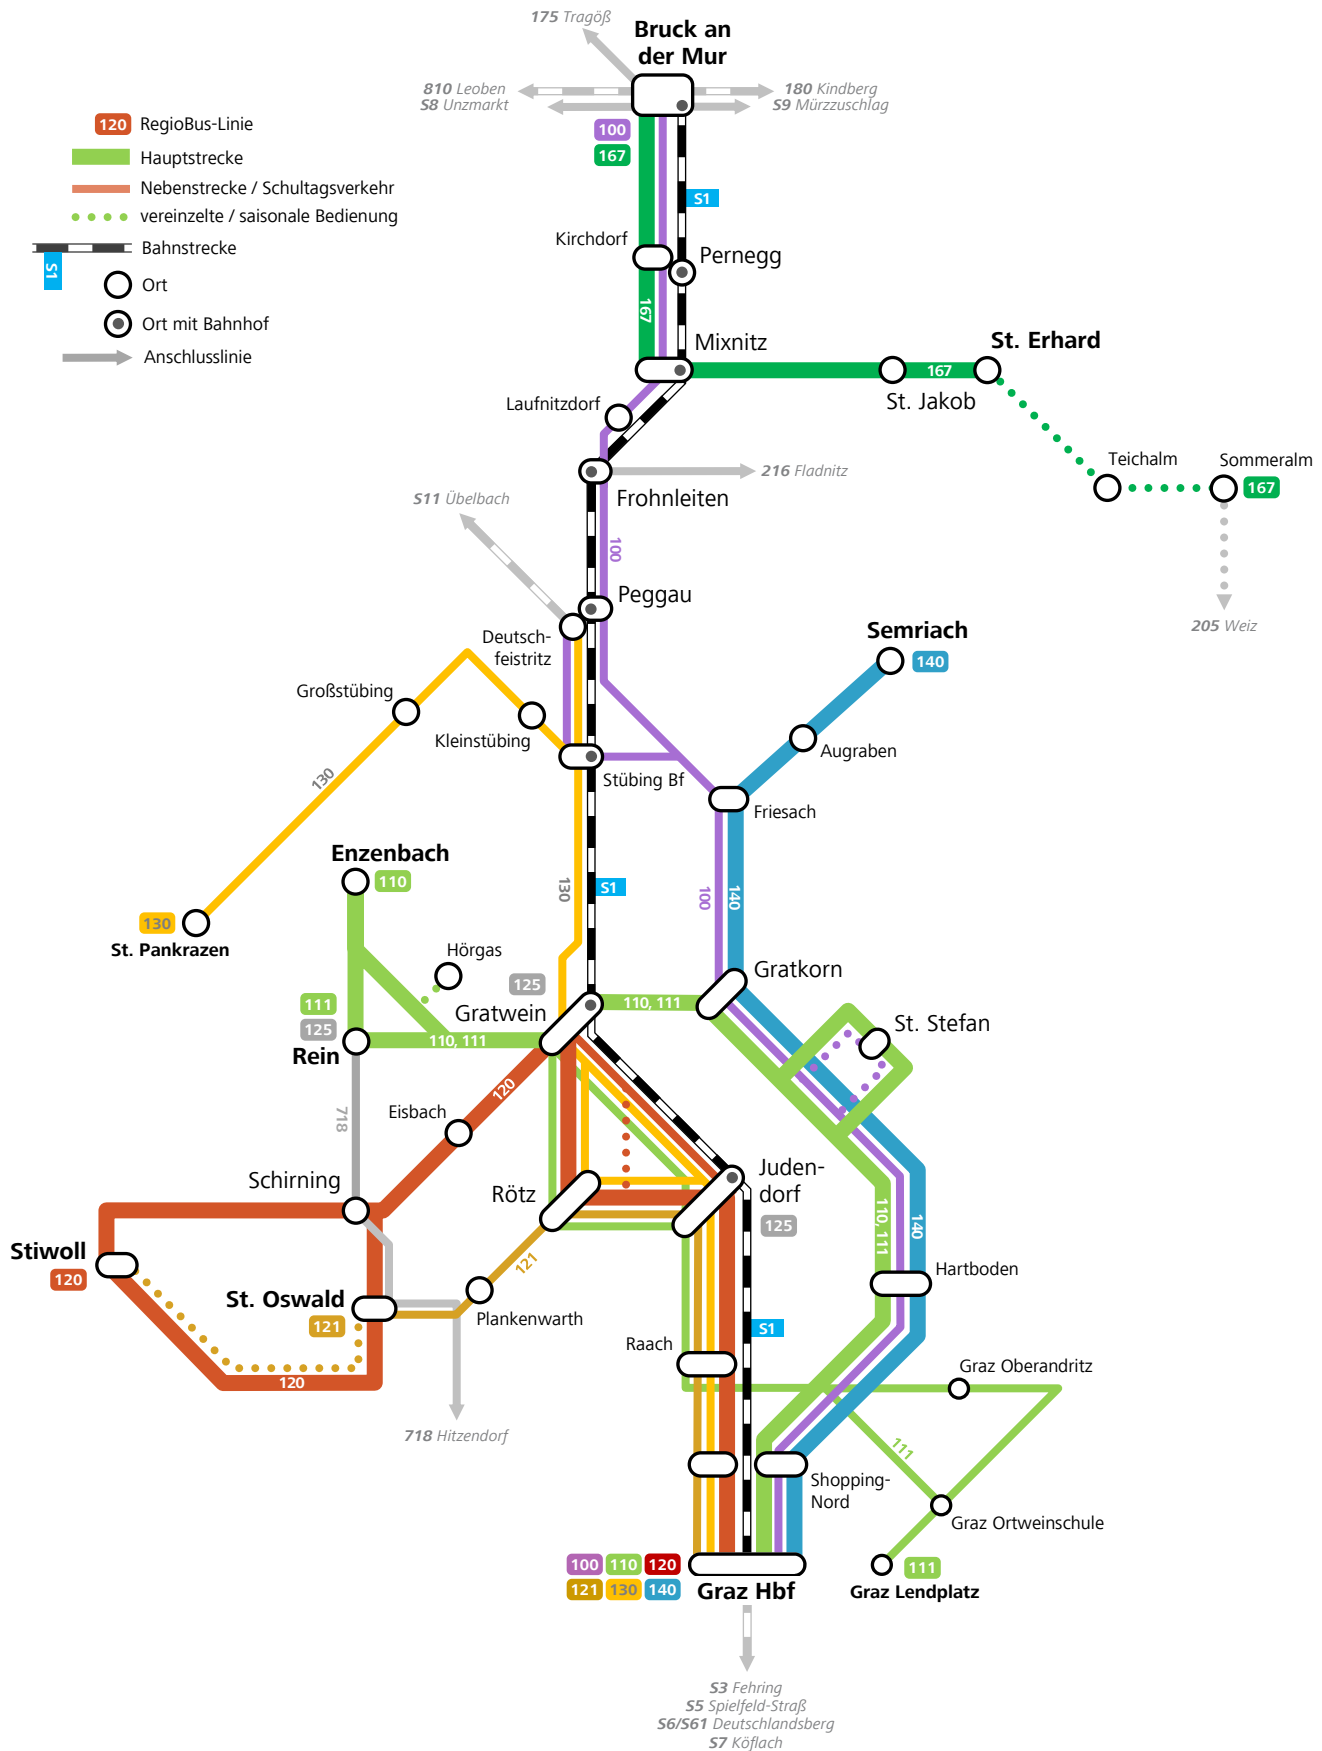 175 Tragöß
Bruck an
der Mur
810 Leoben
S8 Unzmarkt
180 Kindberg
S9 Mürzzuschlag
120 RegioBus-Linie
Hauptstrecke
Nebenstrecke / Schultagsverkehr
vereinzelte / saisonale Bedienung
Bahnstrecke
S1
Ort
Ort mit Bahnhof
Anschlusslinie
100
167
S1
Kirchdorf
Pernegg
167
Mixnitz
St. Erhard
167
St. Jakob
Laufnitzdorf
Teichalm
Sommeralm
167
216 Fladnitz
Frohnleiten
S11 Übelbach
100
Peggau
205 Weiz
Deutsch-
feistritz
Semriach
140
Großstübing
Kleinstübing
Augraben
130
Stübing Bf
Friesach
Enzenbach
110
130
S1
100
140
130
St. Pankrazen
Hörgas
Gratkorn
125
111
125
Gratwein
110, 111
St. Stefan
Rein
110, 111
120
718
Eisbach
Schirning
Rötz
Juden-
dorf
125
110, 111
140
Stiwoll
120
121
Hartboden
St. Oswald
121
Plankenwarth
S1
Raach
Graz Oberandritz
120
718 Hitzendorf
111
Shopping-
Nord
Graz Ortweinschule
100 110 120
121 130 140
Graz Hbf
111
Graz Lendplatz
S3 Fehring
S5 Spielfeld-Straß
S6/S61 Deutschlandsberg
S7 Köflach